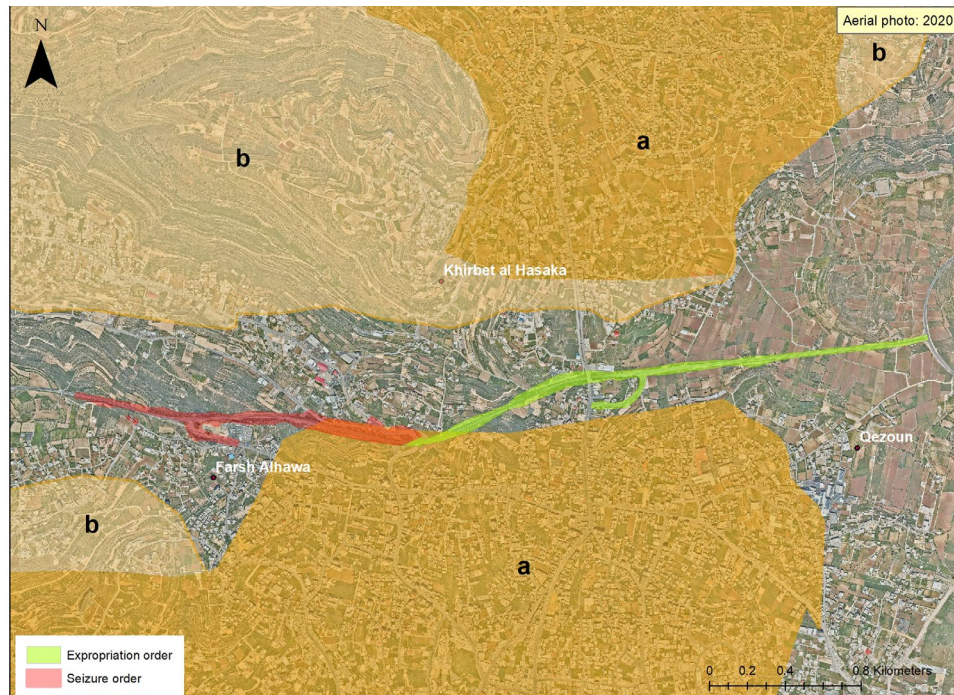 Aerial photo: 2020
N
b
b
a
Khirbet al Hasaka
Qezoun
Farsh Alhawa
b
a
Expropriation order
Seizure order
0 0.2 0.4 0.8 Kilometers